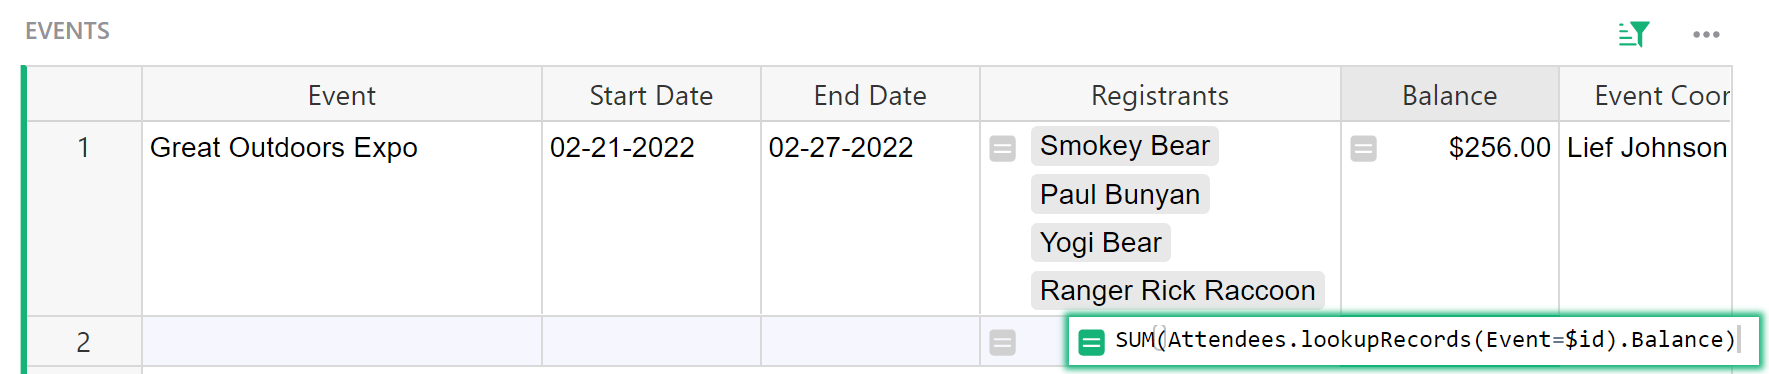 EVENTS
Event Start Date End Date Registrants Balance Event Coor
1 Great Outdoors Expo 02-21-2022 02-27-2022 Smokey Bear $256.00 Lief Johnson
Paul Bunyan
Yogi Bear
Ranger Rick Raccoon
2 SUM(Attendees.lookupRecords(Event=$id).Balance)